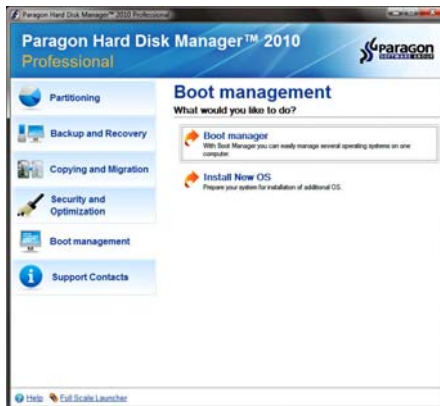 Paragon Hard Disk Manager™ 2010 Professional
Paragon Hard Disk Manager™ 2010
Professional
Paragon
SOFTWARE GROUP
Partitioning
Backup and Recovery
Copying and Migration
Security and
Optimization
Boot management
Support Contacts
Boot management
What would you like to do?
Boot manager
With Boot Manager you can easily manage several operating systems on one
computer.
Install New OS
Prepare your system for installation of additional OS.
Help
Full Scale Launcher